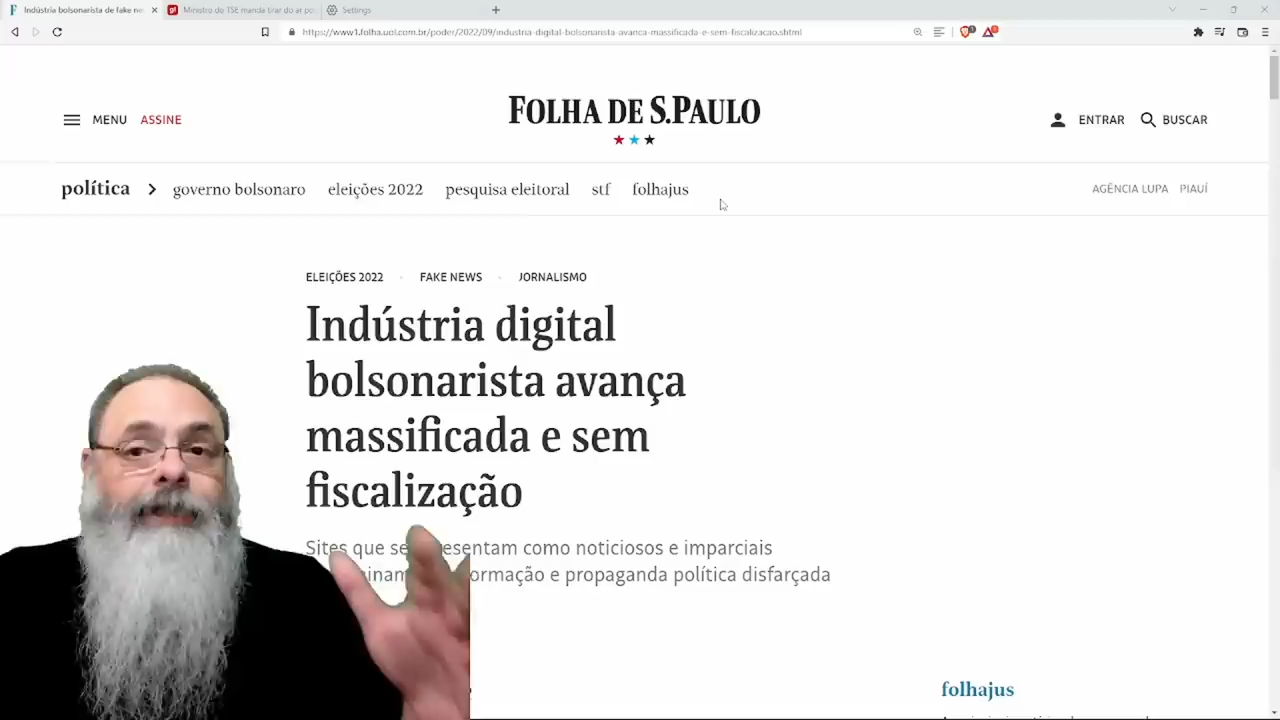 Indústria bolsonarista de fake ne
Ministro do TSE manda tirar do ar po
Settings
https://www1.folha.uol.com.br/poder/2022/09/industria-digital-bolsonarista-avanca-massificada-e-sem-fiscalizacao.shtml
FOLHA DE S.PAULO
MENU ASSINE
ENTRAR BUSCAR
política governo bolsonaro eleições 2022 pesquisa eleitoral stf folhajus
AGÊNCIA LUPA PIAUÍ
ELEIÇÕES 2022 FAKE NEWS JORNALISMO
Indústria digital
bolsonarista avança
massificada e sem
fiscalização
Sites que se como noticiosos e imparciais
e propaganda política disfarçada
folhajus